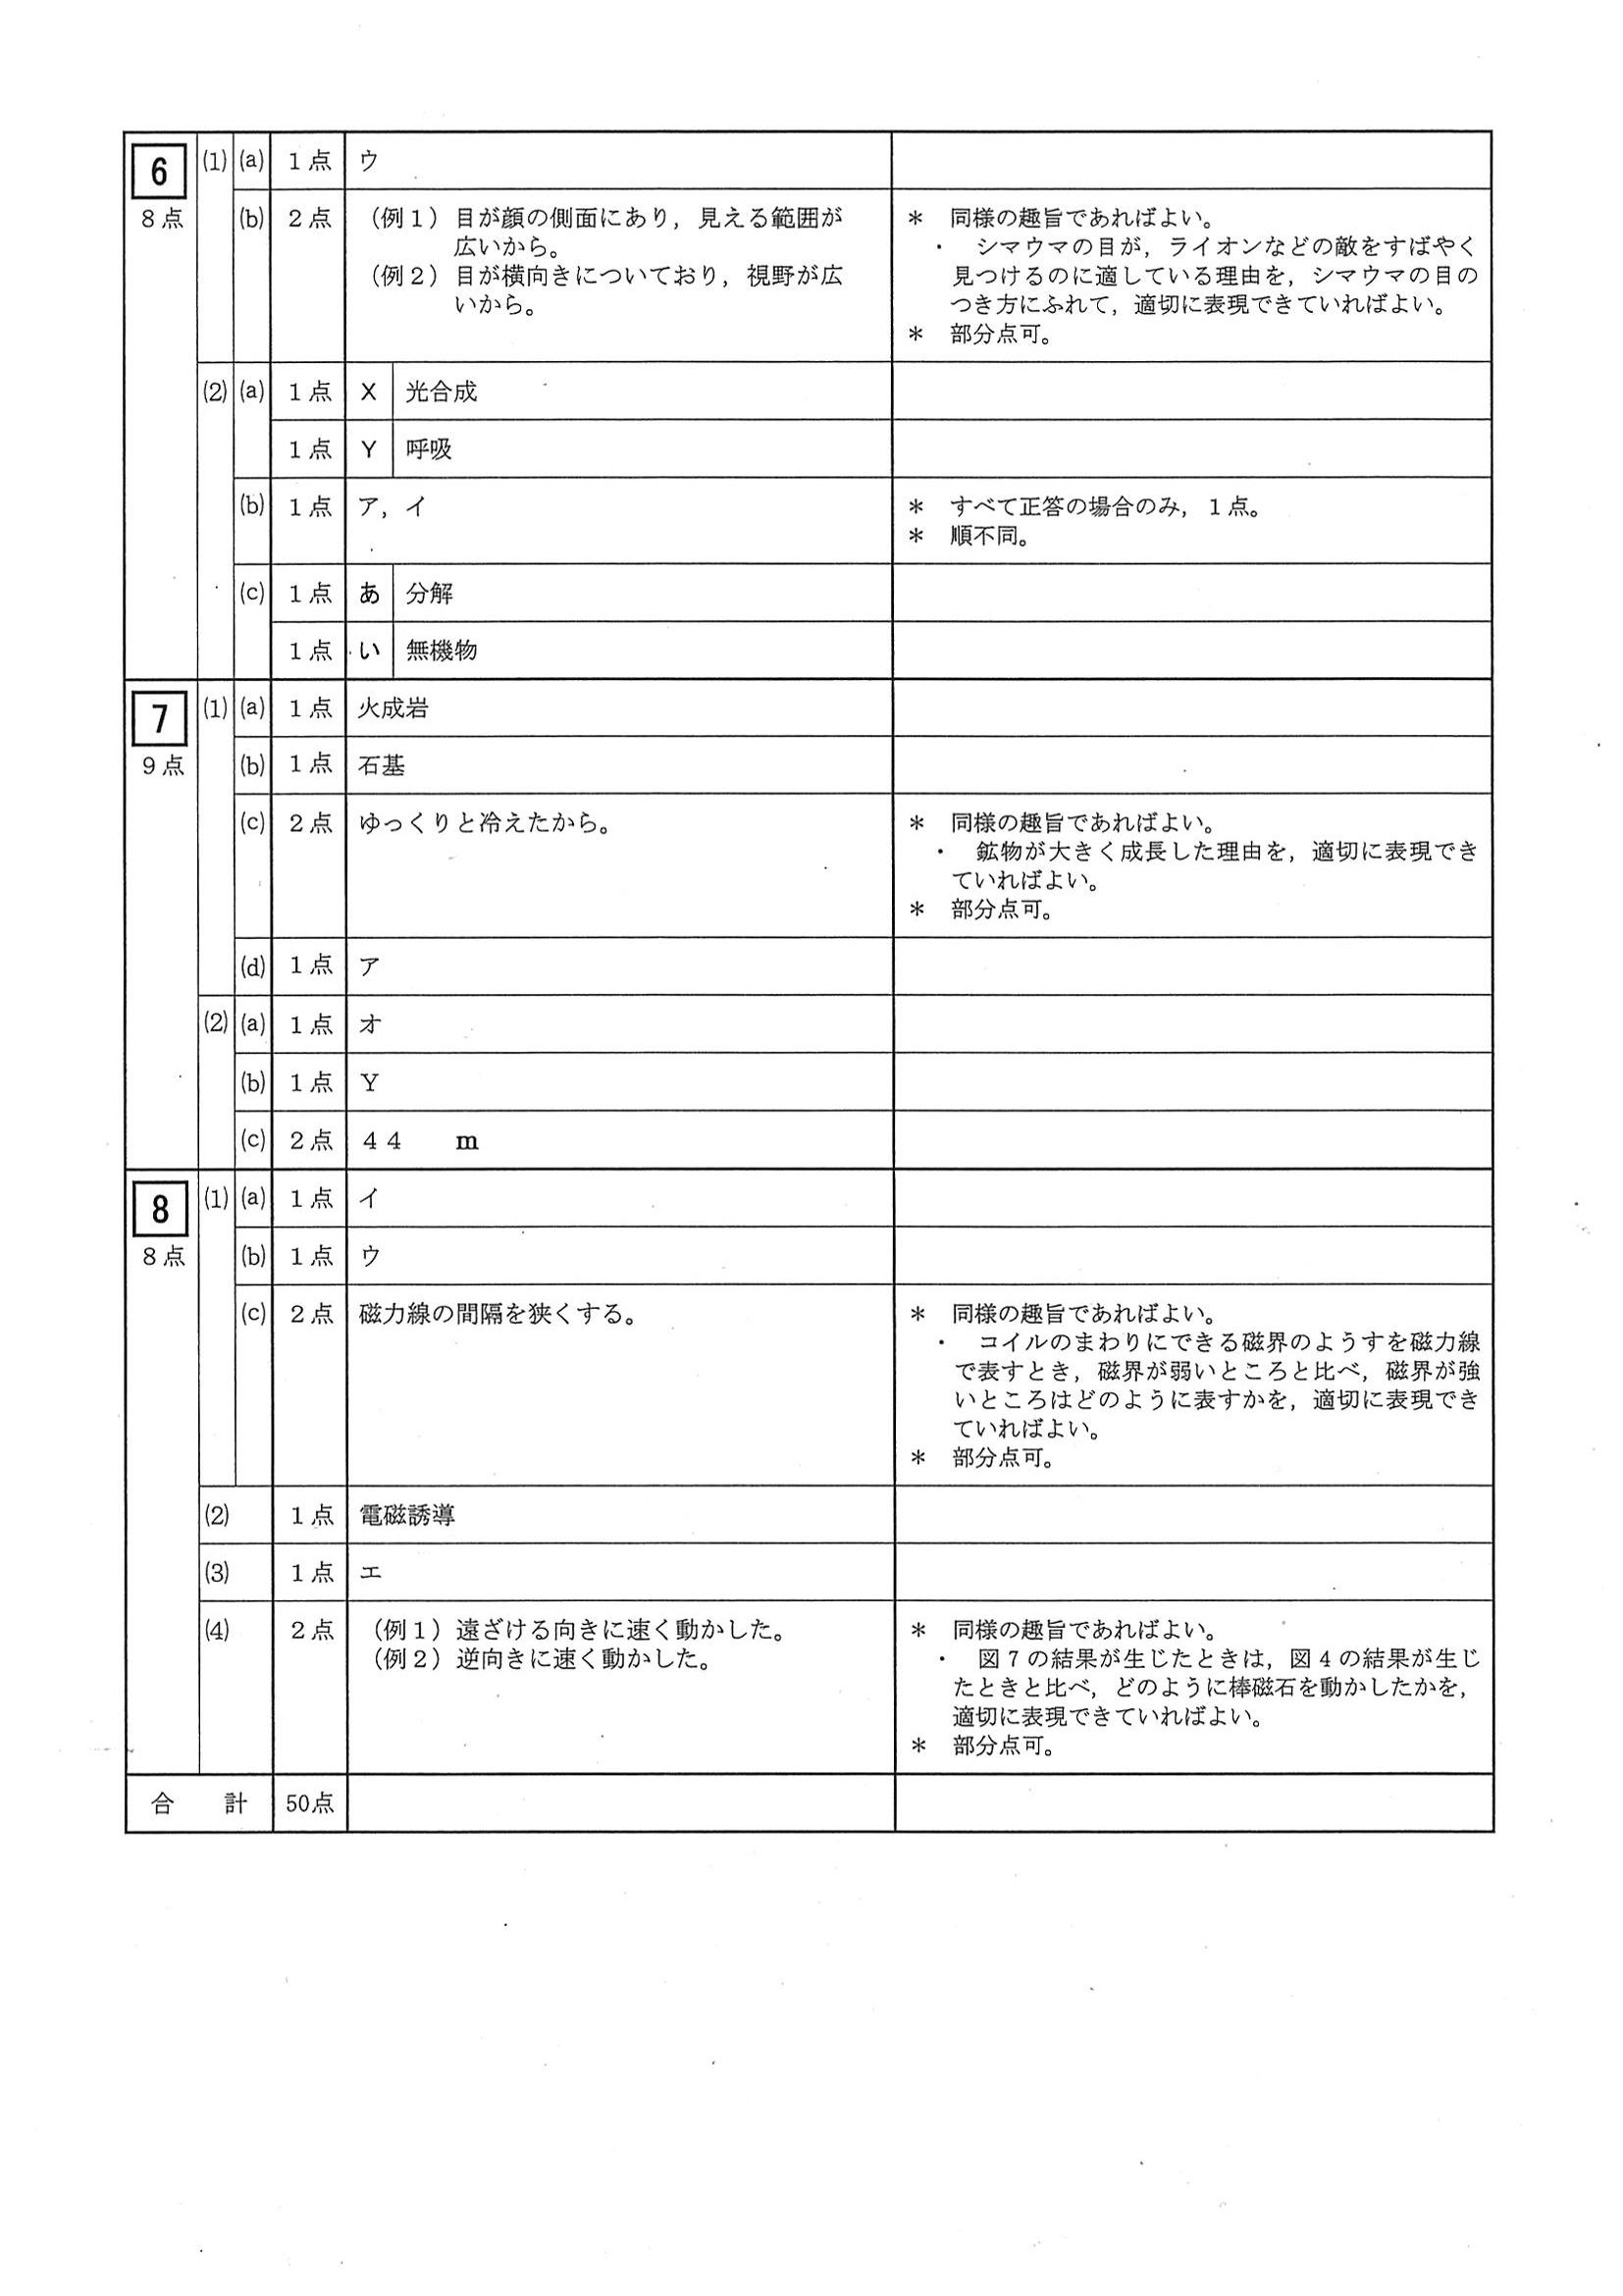 6 (1) (a) 1点 ウ
8点 (b) 2点 (例1) 目が顔の側面にあり，見える範囲が ＊ 同様の趣旨であればよい。
広いから。 ・ シマウマの目が，ライオンなどの敵をすばやく
(例2) 目が横向きについており，視野が広 見つけるのに適している理由を，シマウマの目の
いから。 つき方にふれて，適切に表現できていればよい。
＊ 部分点可。
(2) (a) 1点 X 光合成
1点 Y 呼吸
(b) 1点 ア，イ ＊ すべて正答の場合のみ，1点。
＊ 順不同。
(c) 1点 あ 分解
1点 い 無機物
7 (1) (a) 1点 火成岩
9点 (b) 1点 石基
(c) 2点 ゆっくりと冷えたから。 ＊ 同様の趣旨であればよい。
・ 鉱物が大きく成長した理由を，適切に表現でき
ていればよい。
＊ 部分点可。
(d) 1点 ア
(2) (a) 1点 オ
(b) 1点 Y
(c) 2点 44 m
8 (1) (a) 1点 イ
8点 (b) 1点 ウ
(c) 2点 磁力線の間隔を狭くする。 ＊ 同様の趣旨であればよい。
・ コイルのまわりにできる磁界のようすを磁力線
で表すとき，磁界が弱いところと比べ，磁界が強
いところはどのように表すかを，適切に表現でき
ていればよい。
＊ 部分点可。
(2) 1点 電磁誘導
(3) 1点 エ
(4) 2点 (例1) 遠ざける向きに速く動かした。 ＊ 同様の趣旨であればよい。
(例2) 逆向きに速く動かした。 ・ 図7の結果が生じたときは，図4の結果が生じ
たときと比べ，どのように棒磁石を動かしたかを，
適切に表現できていればよい。
＊ 部分点可。
合 計 50点